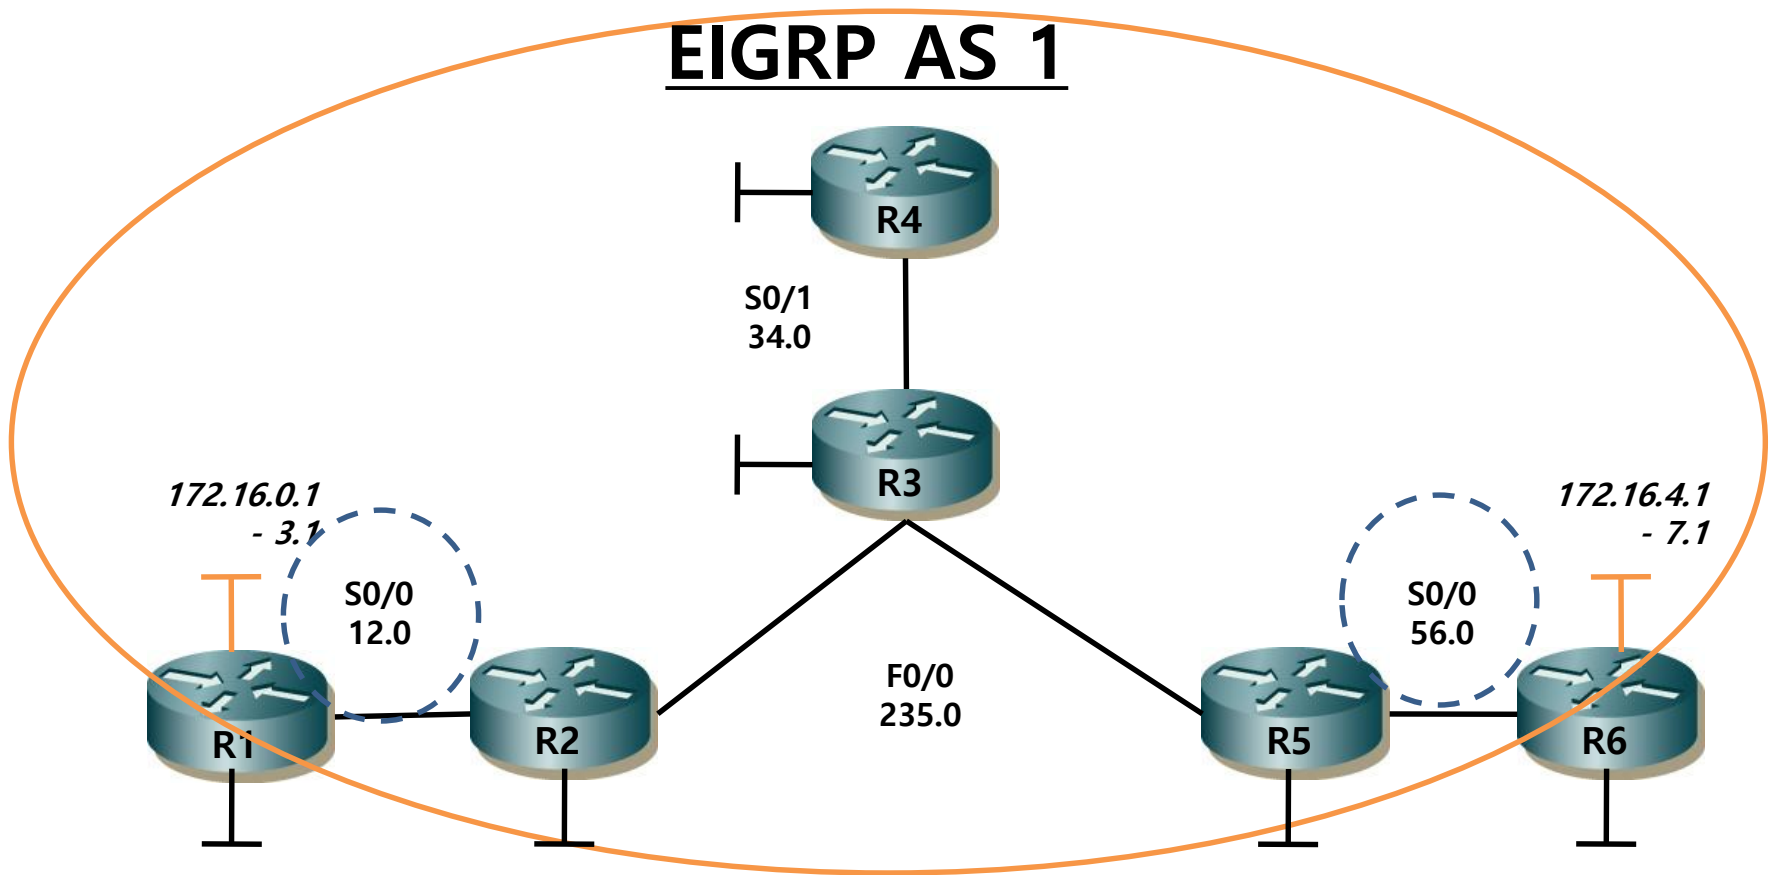 EIGRP AS 1
R4
S0/1
34.0
R3
172.16.0.1
- 3.1
172.16.4.1
- 7.1
S0/0
12.0
S0/0
56.0
F0/0
235.0
R1
R2
R5
R6